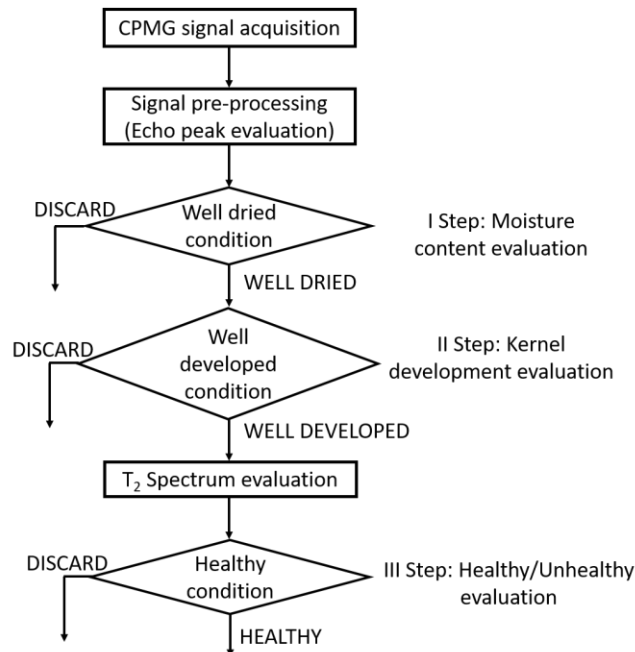 CPMG signal acquisition
Signal pre-processing
(Echo peak evaluation)
DISCARD
Well dried
condition
I Step: Moisture
content evaluation
WELL DRIED
DISCARD
Well
developed
condition
II Step: Kernel
development evaluation
WELL DEVELOPED
T₂ Spectrum evaluation
DISCARD
Healthy
condition
III Step: Healthy/Unhealthy
evaluation
HEALTHY